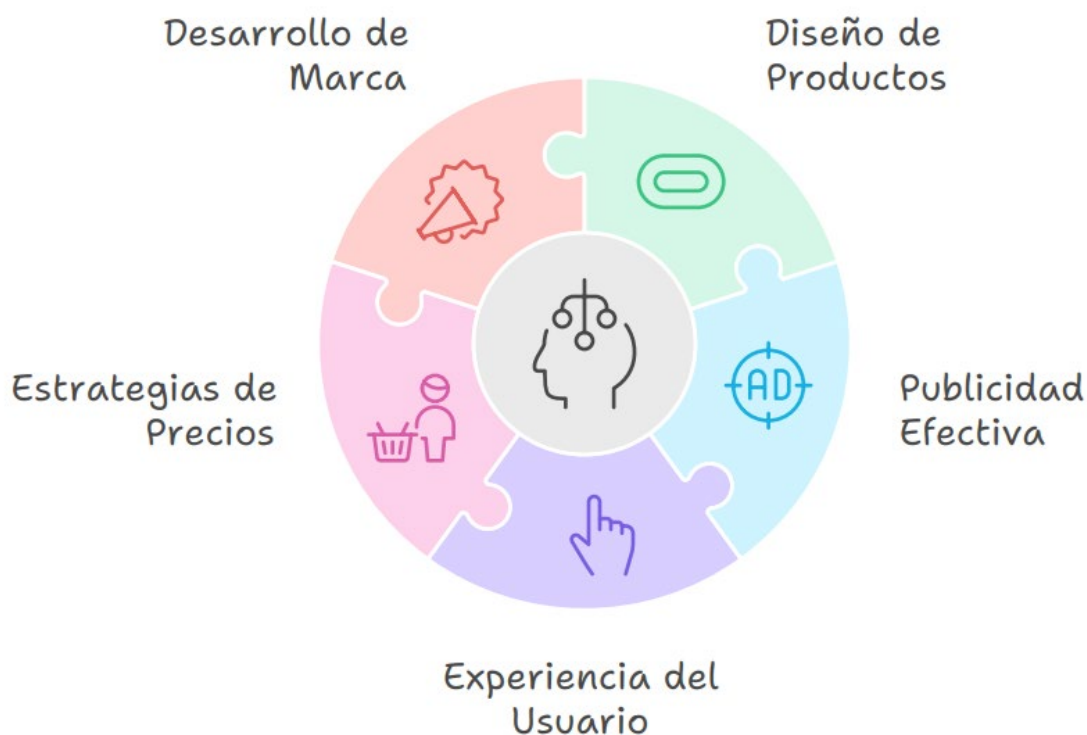 Desarrollo de
Marca
Diseño de
Productos
AD
Publicidad
Efectiva
Estrategias de
Precios
Experiencia del
Usuario